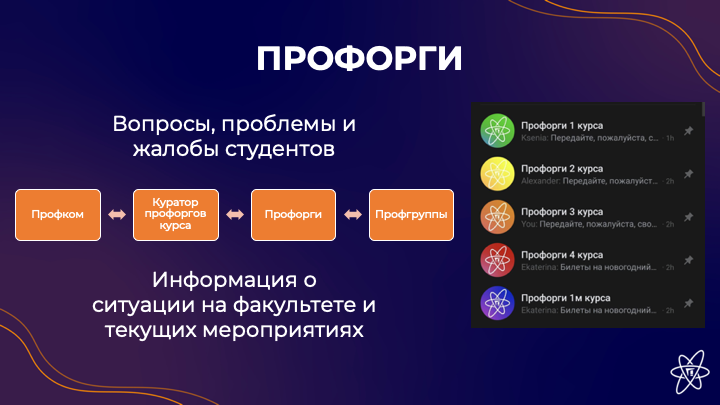 ПРОФОРГИ
Вопросы, проблемы и
жалобы студентов
Профком
Куратор
профоргов
курса
Профорги
Профгруппы
Информация о
ситуации на факультете и
текущих мероприятиях
Профорги 1 курса
Ksenia: Передайте, пожалуйста, с... · 1h
Профорги 2 курса
Alexander: Передайте, пожалуйст... · 2h
Профорги 3 курса
You: Передайте, пожалуйста, сво... · 2h
Профорги 4 курса
Ekaterina: Билеты на новогодний... · 2h
Профорги 1м курса
Ekaterina: Билеты на новогодний... · 2h